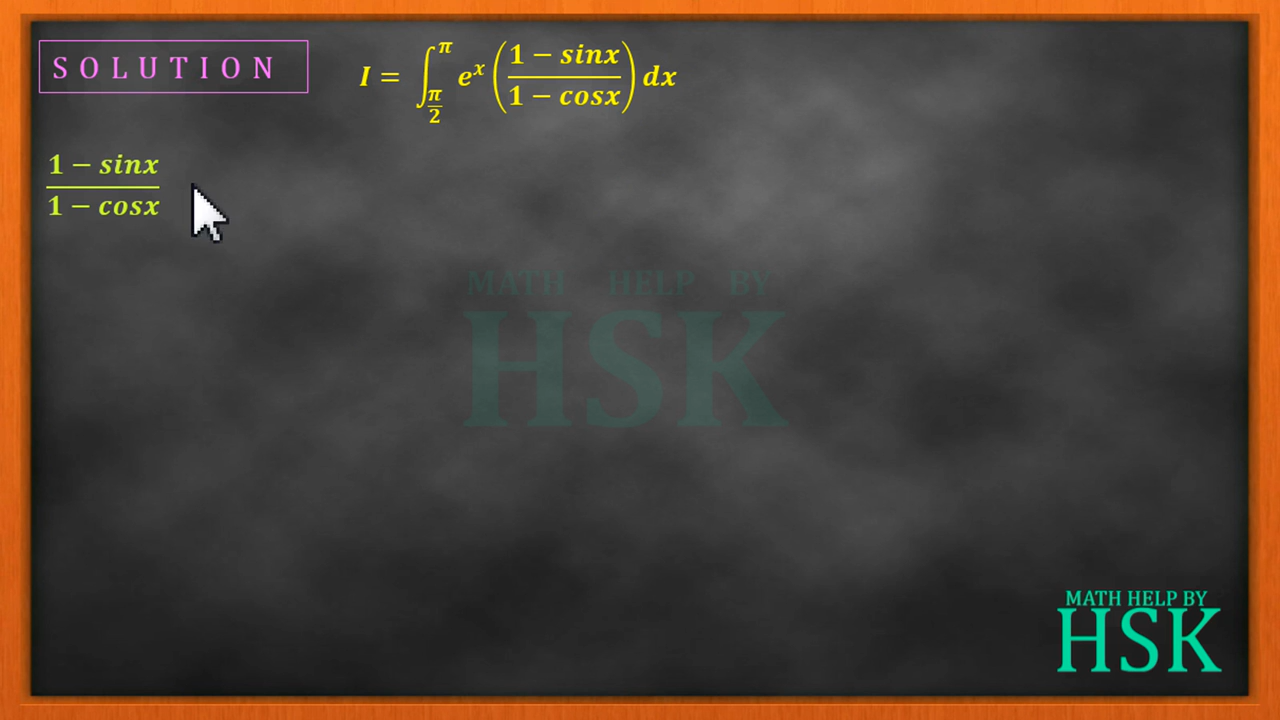 SOLUTION
I = ∫_{π/2}^{π} e^x ((1 − sinx)/(1 − cosx)) dx
(1 − sinx)/(1 − cosx)
MATH HELP BY
HSK
MATH HELP BY
HSK